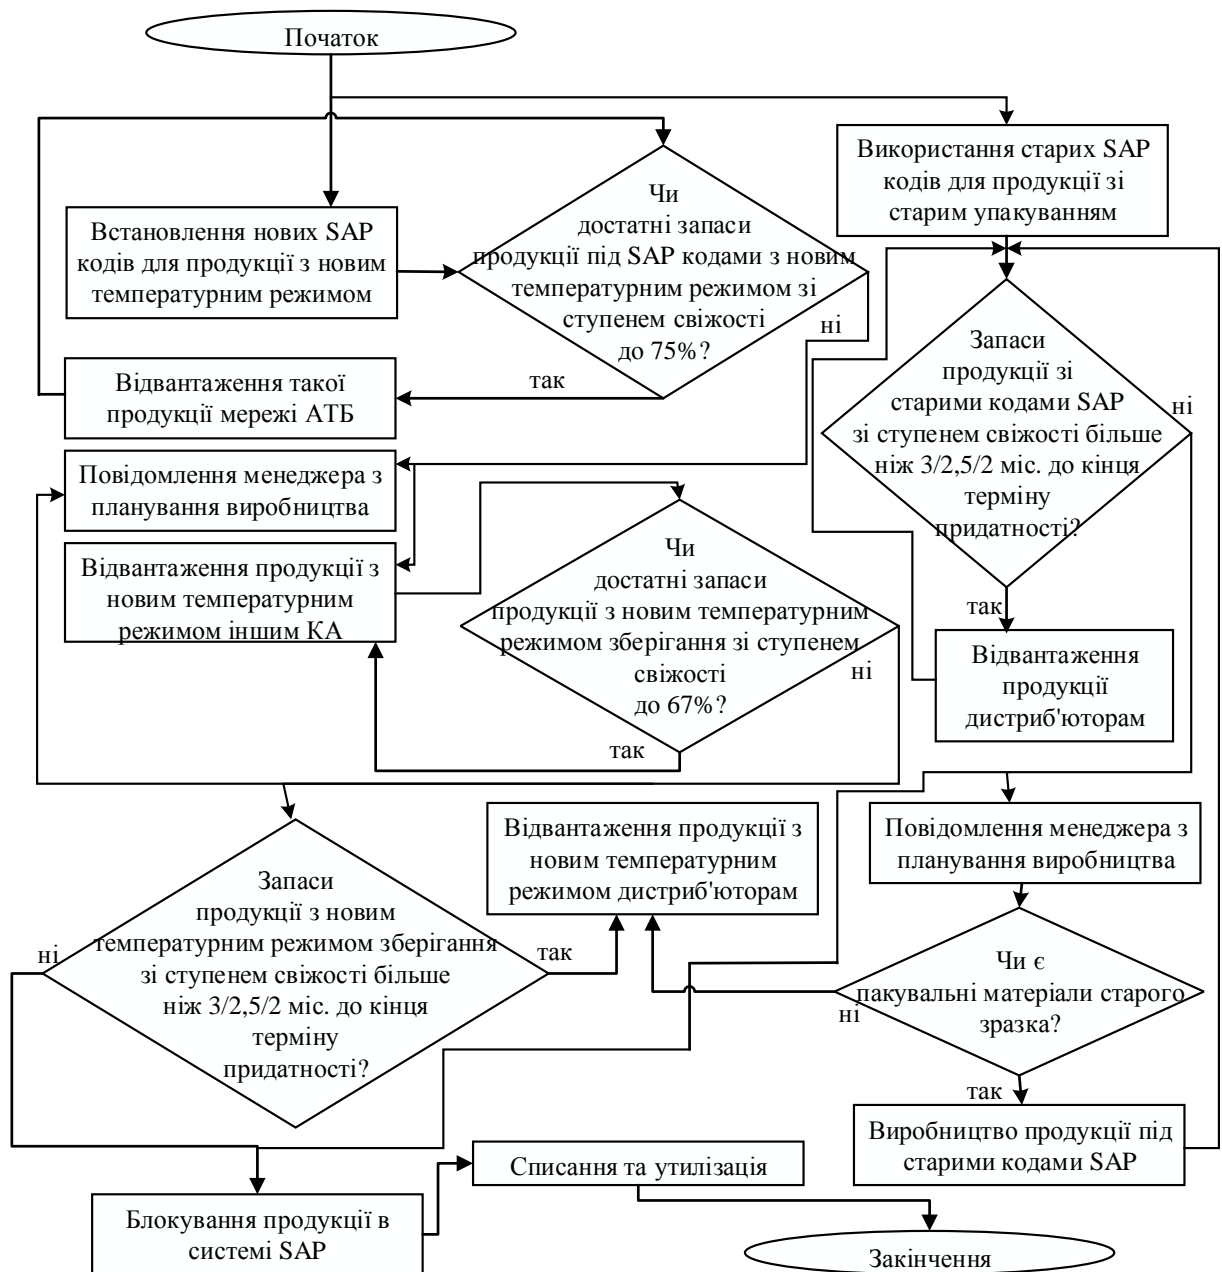 Початок
Використання старих SAP
кодів для продукції зі
старим упакуванням
Встановлення нових SAP
кодів для продукції з новим
температурним режимом
Чи
достатні запаси
продукції під SAP кодами з новим
температурним режимом зі
ступенем свіжості
до 75%?
ні
так
Відвантаження такої
продукції мережі АТБ
Запаси
продукції зі
старими кодами SAP
зі ступенем свіжості більше
ніж 3/2,5/2 міс. до кінця
терміну
придатності?
ні
так
Повідомлення менеджера з
планування виробництва
Відвантаження продукції з
новим температурним
режимом іншим КА
Чи
достатні запаси
продукції з новим температурним
режимом зберігання зі ступенем
свіжості
до 67%?
ні
так
Відвантаження
продукції
дистриб'юторам
Відвантаження продукції з
новим температурним
режимом дистриб'юторам
Повідомлення менеджера з
планування виробництва
Запаси
продукції з новим
температурним режимом зберігання
зі ступенем свіжості більше
ніж 3/2,5/2 міс. до кінця
терміну
придатності?
ні
так
Чи є
пакувальні матеріали старого
зразка?
ні
так
Виробництво продукції під
старими кодами SAP
Списання та утилізація
Блокування продукції в
системі SAP
Закінчення